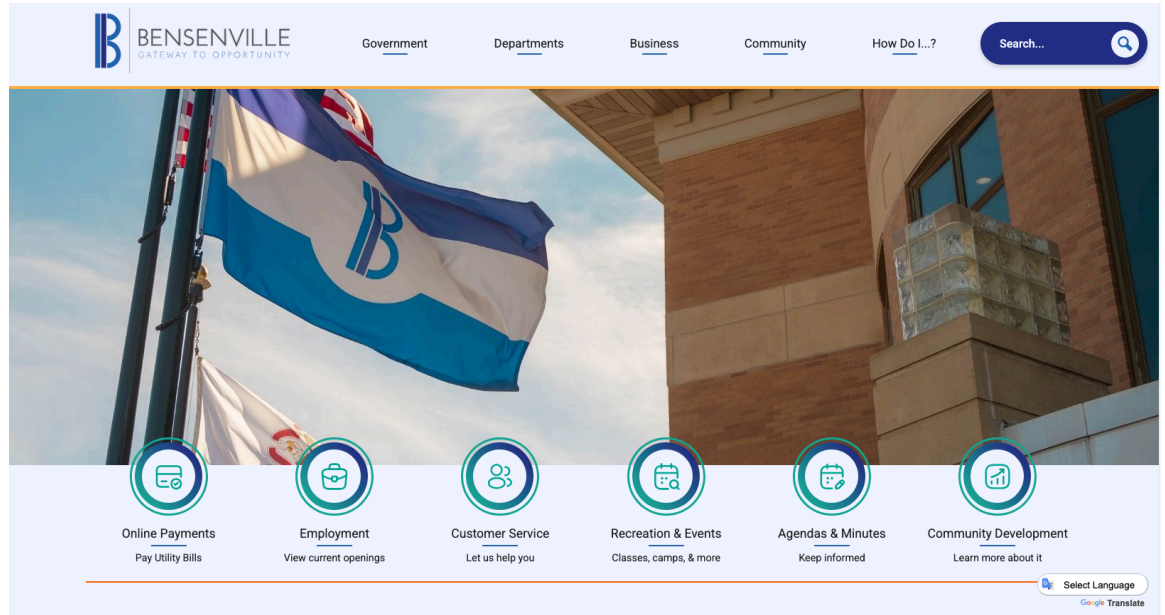 BENSENVILLE
GATEWAY TO OPPORTUNITY
Government
Departments
Business
Community
How Do I...?
Search...
B
Online Payments
Pay Utility Bills
Employment
View current openings
Customer Service
Let us help you
Recreation & Events
Classes, camps, & more
Agendas & Minutes
Keep informed
Community Development
Learn more about it
Select Language
Google Translate